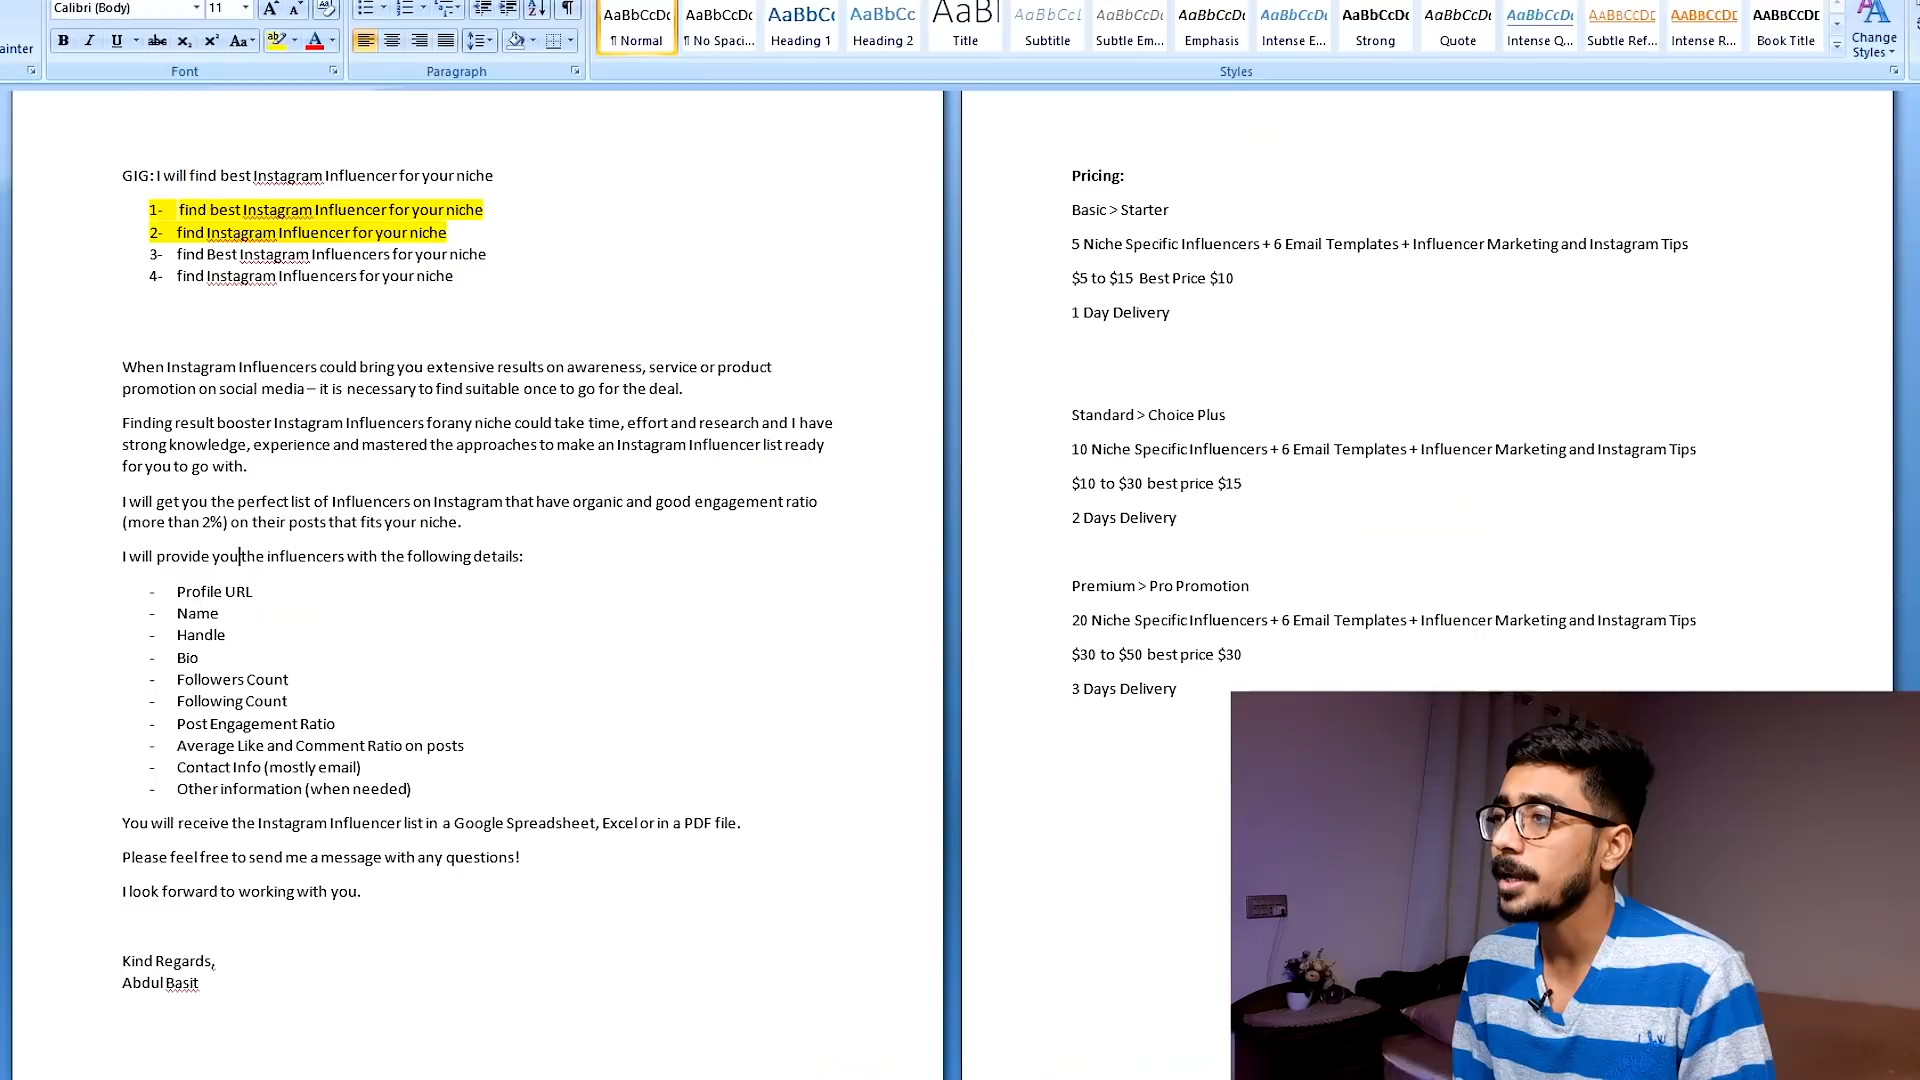 Calibri (Body)
11
A
A
ainter
B I U abc X₂ X² Aa ab A
Font
Paragraph
AaBbCcDc
¶ Normal
AaBbCcDc
¶ No Spaci...
AaBbCc
Heading 1
AaBbCc
Heading 2
AaBl
Title
AaBbCcL
Subtitle
AaBbCcDc
Subtle Em...
AaBbCcDc
Emphasis
AaBbCcDc
Intense E...
AaBbCcDc
Strong
AaBbCcDc
Quote
AaBbCcDc
Intense Q...
AABBCCDE
Subtle Ref...
AABBCCDE
Intense R...
AABBCCDE
Book Title
Change
Styles
Styles
GIG: I will find best Instagram Influencer for your niche
1- find best Instagram Influencer for your niche
2- find Instagram Influencer for your niche
3- find Best Instagram Influencers for your niche
4- find Instagram Influencers for your niche
When Instagram Influencers could bring you extensive results on awareness, service or product
promotion on social media – it is necessary to find suitable once to go for the deal.
Finding result booster Instagram Influencers forany niche could take time, effort and research and I have
strong knowledge, experience and mastered the approaches to make an Instagram Influencer list ready
for you to go with.
I will get you the perfect list of Influencers on Instagram that have organic and good engagement ratio
(more than 2%) on their posts that fits your niche.
I will provide you the influencers with the following details:
- Profile URL
- Name
- Handle
- Bio
- Followers Count
- Following Count
- Post Engagement Ratio
- Average Like and Comment Ratio on posts
- Contact Info (mostly email)
- Other information (when needed)
You will receive the Instagram Influencer list in a Google Spreadsheet, Excel or in a PDF file.
Please feel free to send me a message with any questions!
I look forward to working with you.
Kind Regards,
Abdul Basit
Pricing:
Basic > Starter
5 Niche Specific Influencers + 6 Email Templates + Influencer Marketing and Instagram Tips
$5 to $15 Best Price $10
1 Day Delivery
Standard > Choice Plus
10 Niche Specific Influencers + 6 Email Templates + Influencer Marketing and Instagram Tips
$10 to $30 best price $15
2 Days Delivery
Premium > Pro Promotion
20 Niche Specific Influencers + 6 Email Templates + Influencer Marketing and Instagram Tips
$30 to $50 best price $30
3 Days Delivery